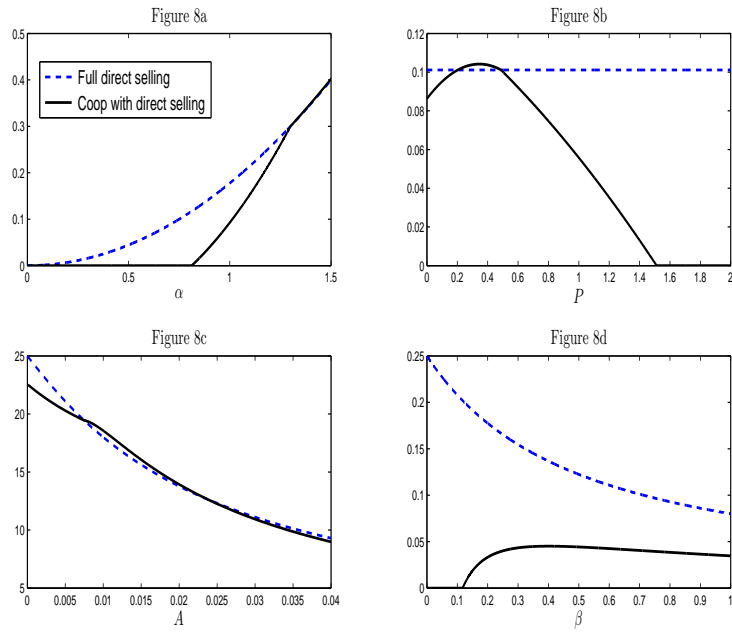 Figure 8a
0.5
0.4
0.3
0.2
0.1
0
Full direct selling
Coop with direct selling
0 0.5 1 1.5
α
Figure 8b
0.12
0.1
0.08
0.06
0.04
0.02
0
0 0.2 0.4 0.6 0.8 1 1.2 1.4 1.6 1.8 2
P
Figure 8c
25
20
15
10
5
0 0.005 0.01 0.015 0.02 0.025 0.03 0.035 0.04
A
Figure 8d
0.25
0.2
0.15
0.1
0.05
0
0 0.1 0.2 0.3 0.4 0.5 0.6 0.7 0.8 0.9 1
β